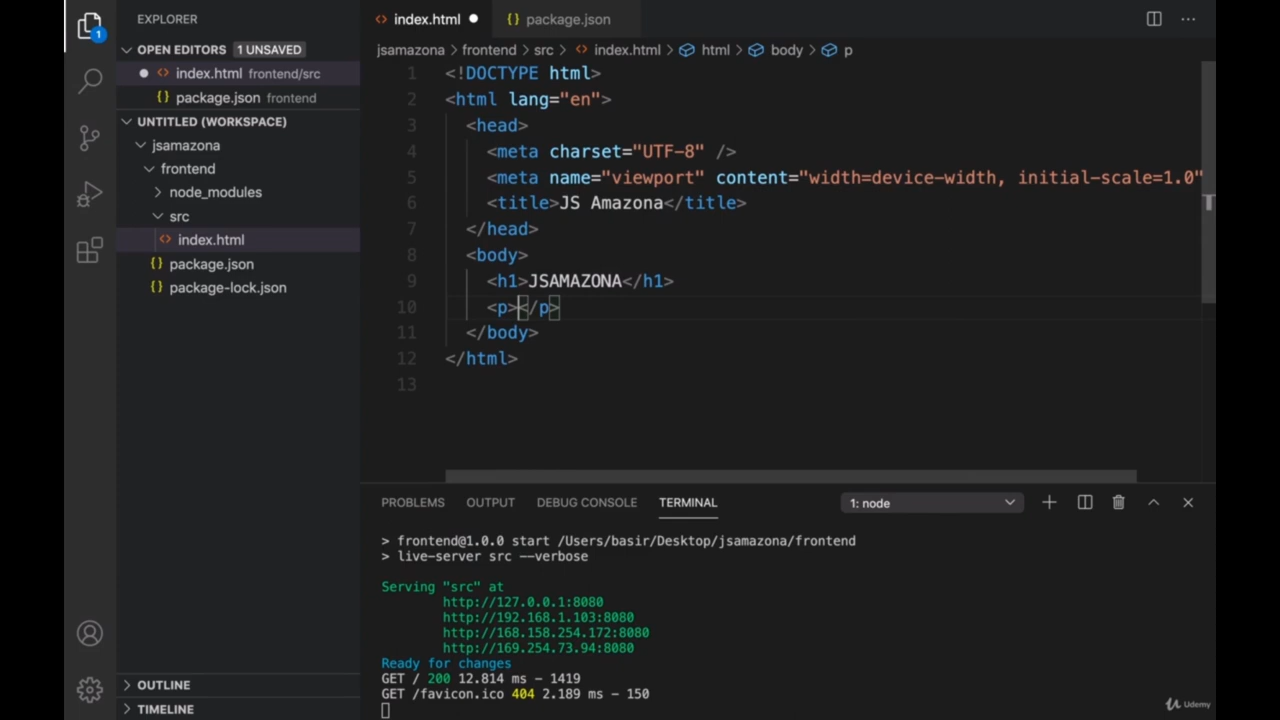 EXPLORER
OPEN EDITORS 1 UNSAVED
index.html frontend/src
package.json frontend
UNTITLED (WORKSPACE)
jsamazona
frontend
node_modules
src
index.html
package.json
package-lock.json
OUTLINE
TIMELINE
1
index.html package.json
jsamazona > frontend > src > index.html > html > body > p
1 <!DOCTYPE html>
2 <html lang="en">
3 <head>
4 <meta charset="UTF-8" />
5 <meta name="viewport" content="width=device-width, initial-scale=1.0"
6 <title>JS Amazona</title>
7 </head>
8 <body>
9 <h1>JSAMAZONA</h1>
10 <p></p>
11 </body>
12 </html>
13
PROBLEMS OUTPUT DEBUG CONSOLE TERMINAL 1: node
> frontend@1.0.0 start /Users/basir/Desktop/jsamazona/frontend
> live-server src --verbose
Serving "src" at
http://127.0.0.1:8080
http://192.168.1.103:8080
http://168.158.254.172:8080
http://169.254.73.94:8080
Ready for changes
GET / 200 12.814 ms - 1419
GET /favicon.ico 404 2.189 ms - 150
Udemy